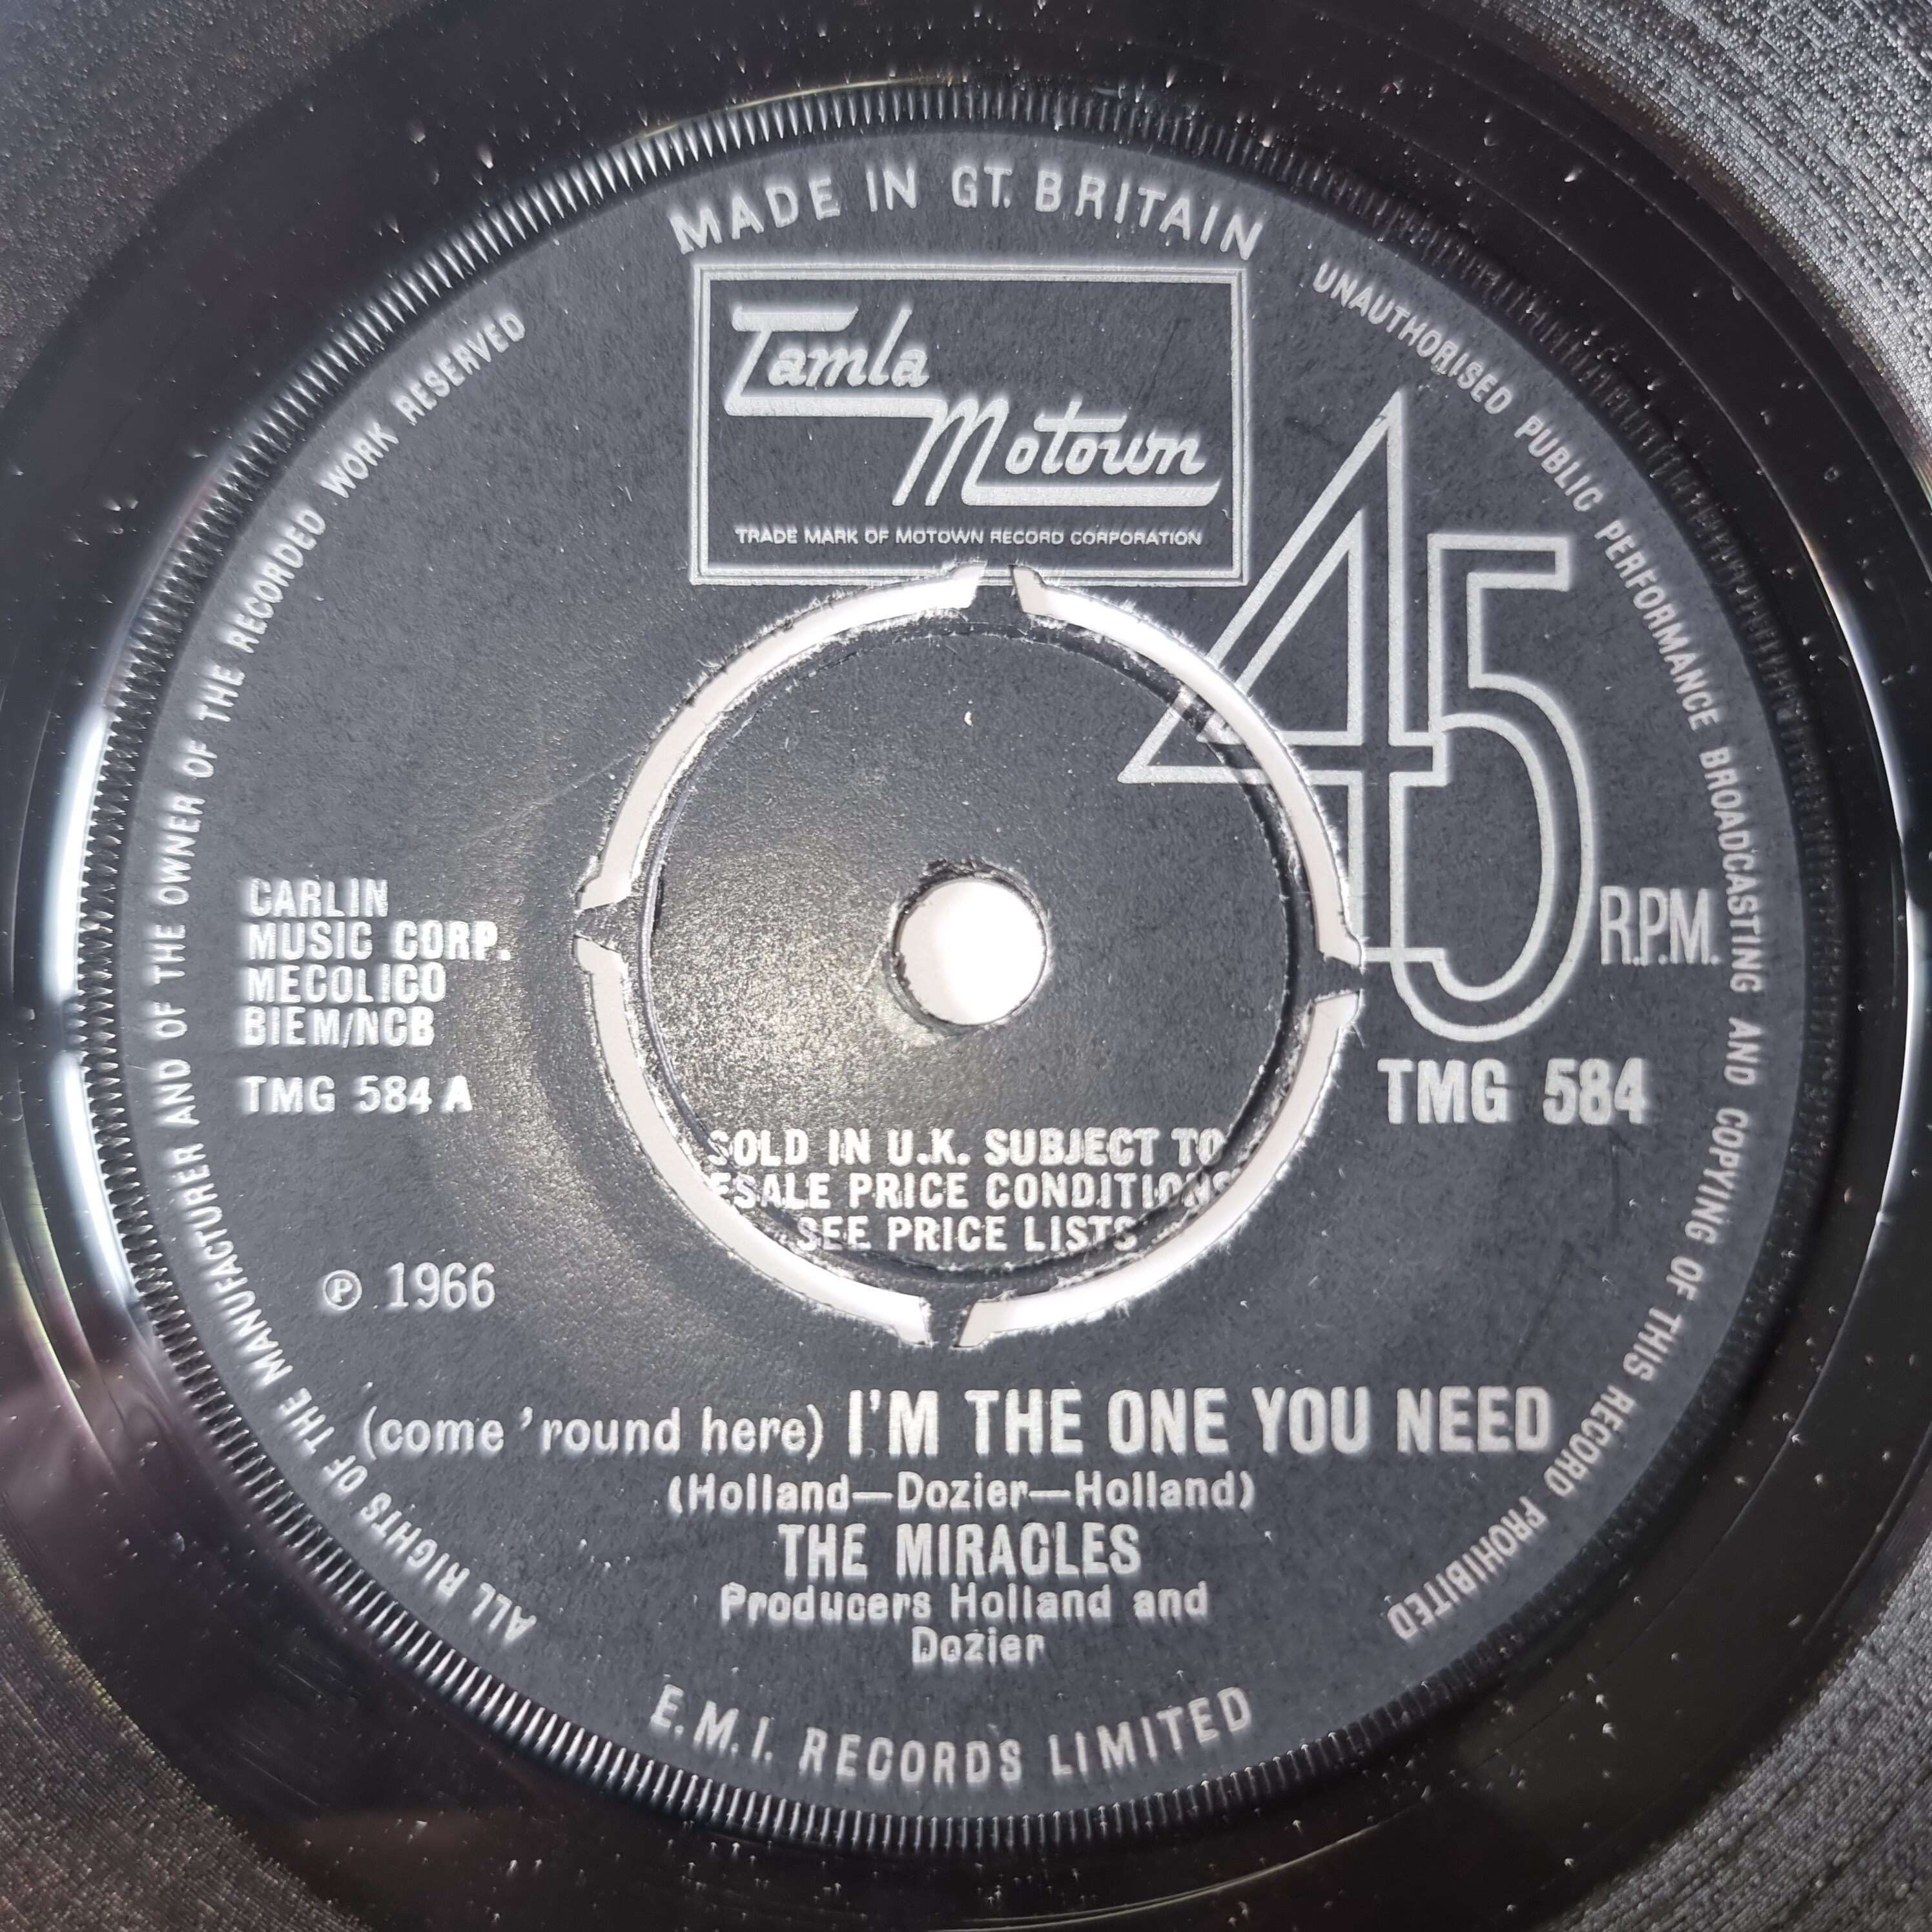 MADE IN GT. BRITAIN
Tamla
Motown
TRADE MARK OF MOTOWN RECORD CORPORATION
45
R.P.M.
CARLIN
MUSIC CORP.
MECOLICO
BIEM/NCB
TMG 584 A
TMG 584
SOLD IN U.K. SUBJECT TO
ESALE PRICE CONDITIONS
SEE PRICE LISTS
℗ 1966
(come 'round here) I'M THE ONE YOU NEED
(Holland—Dozier—Holland)
THE MIRACLES
Producers Holland and
Dozier
E.M.I. RECORDS LIMITED
ALL RIGHTS OF THE MANUFACTURER AND OF THE OWNER OF THE RECORDED WORK RESERVED
UNAUTHORISED PUBLIC PERFORMANCE BROADCASTING AND COPYING OF THIS RECORD PROHIBITED